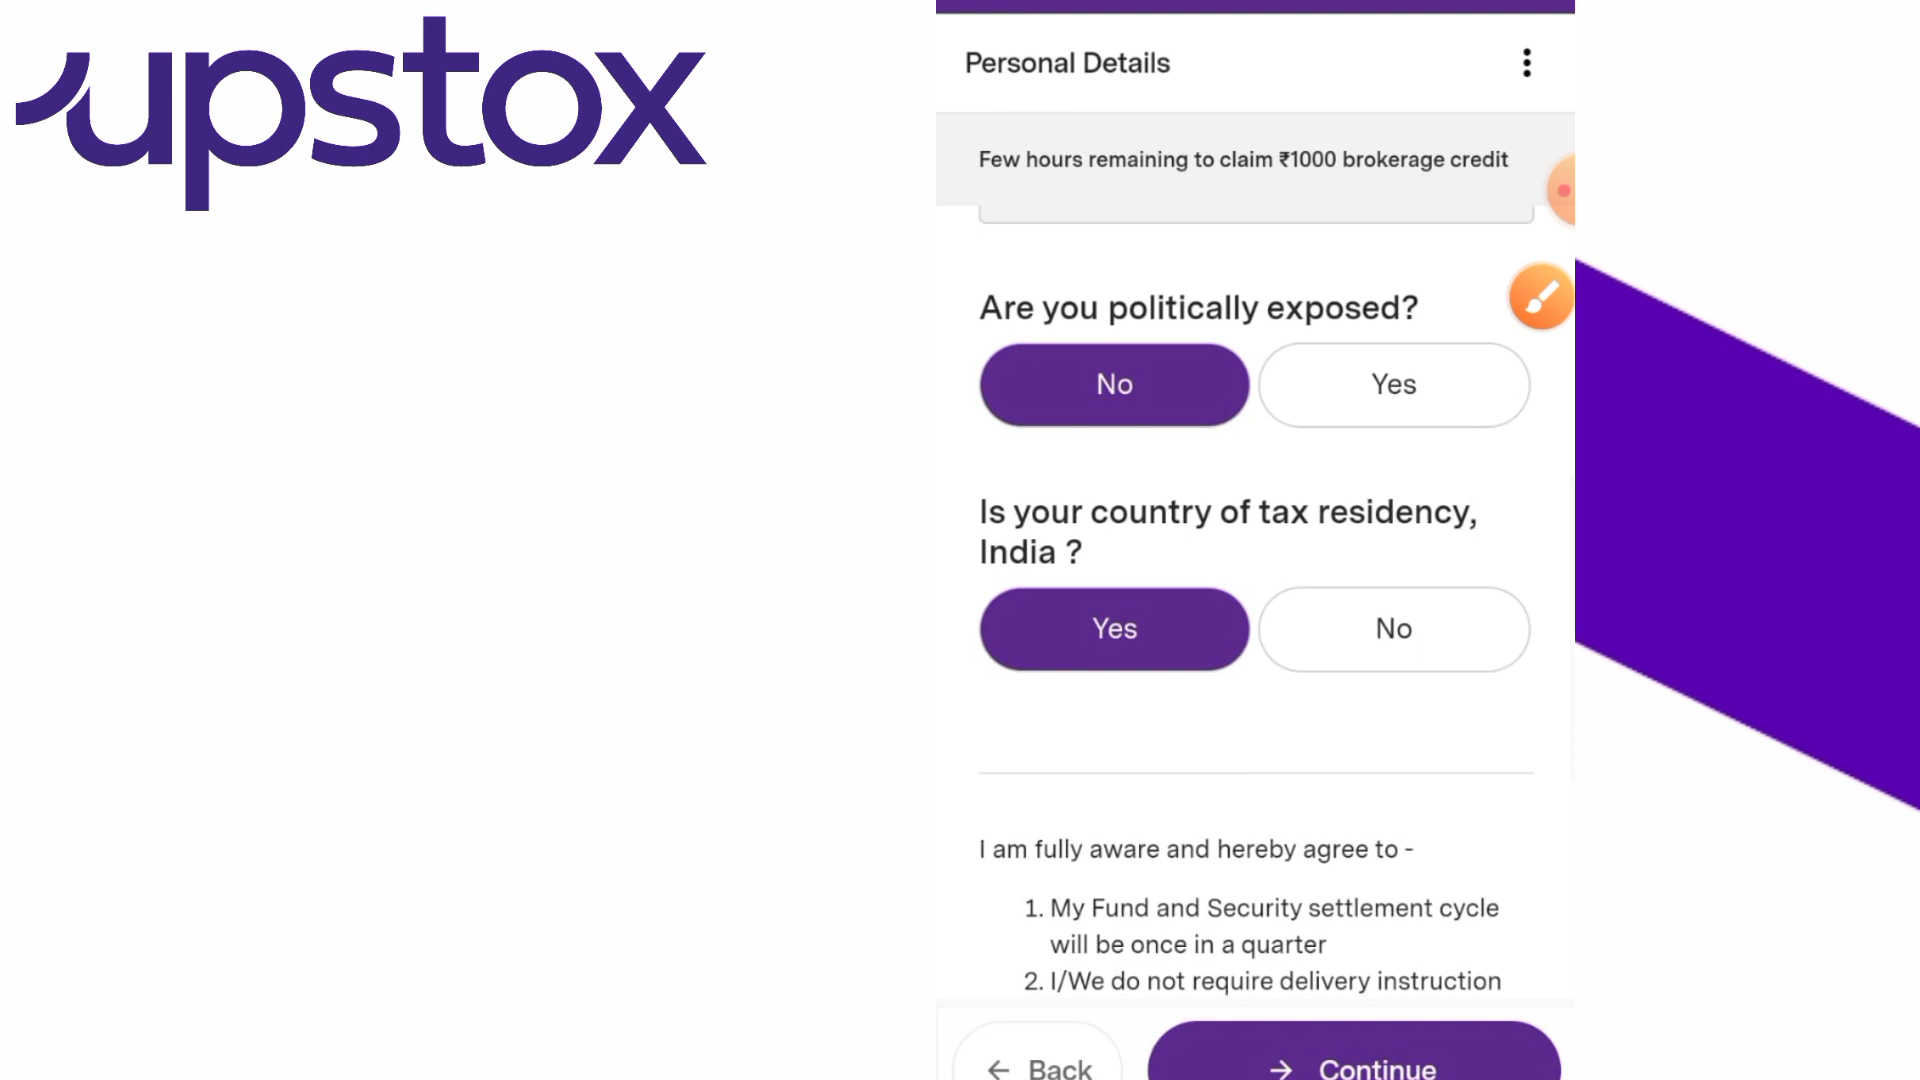 upstox
Personal Details
Few hours remaining to claim ₹1000 brokerage credit
Are you politically exposed?
No
Yes
Is your country of tax residency,
India ?
Yes
No
I am fully aware and hereby agree to -
1. My Fund and Security settlement cycle
will be once in a quarter
2. I/We do not require delivery instruction
← Back
→ Continue